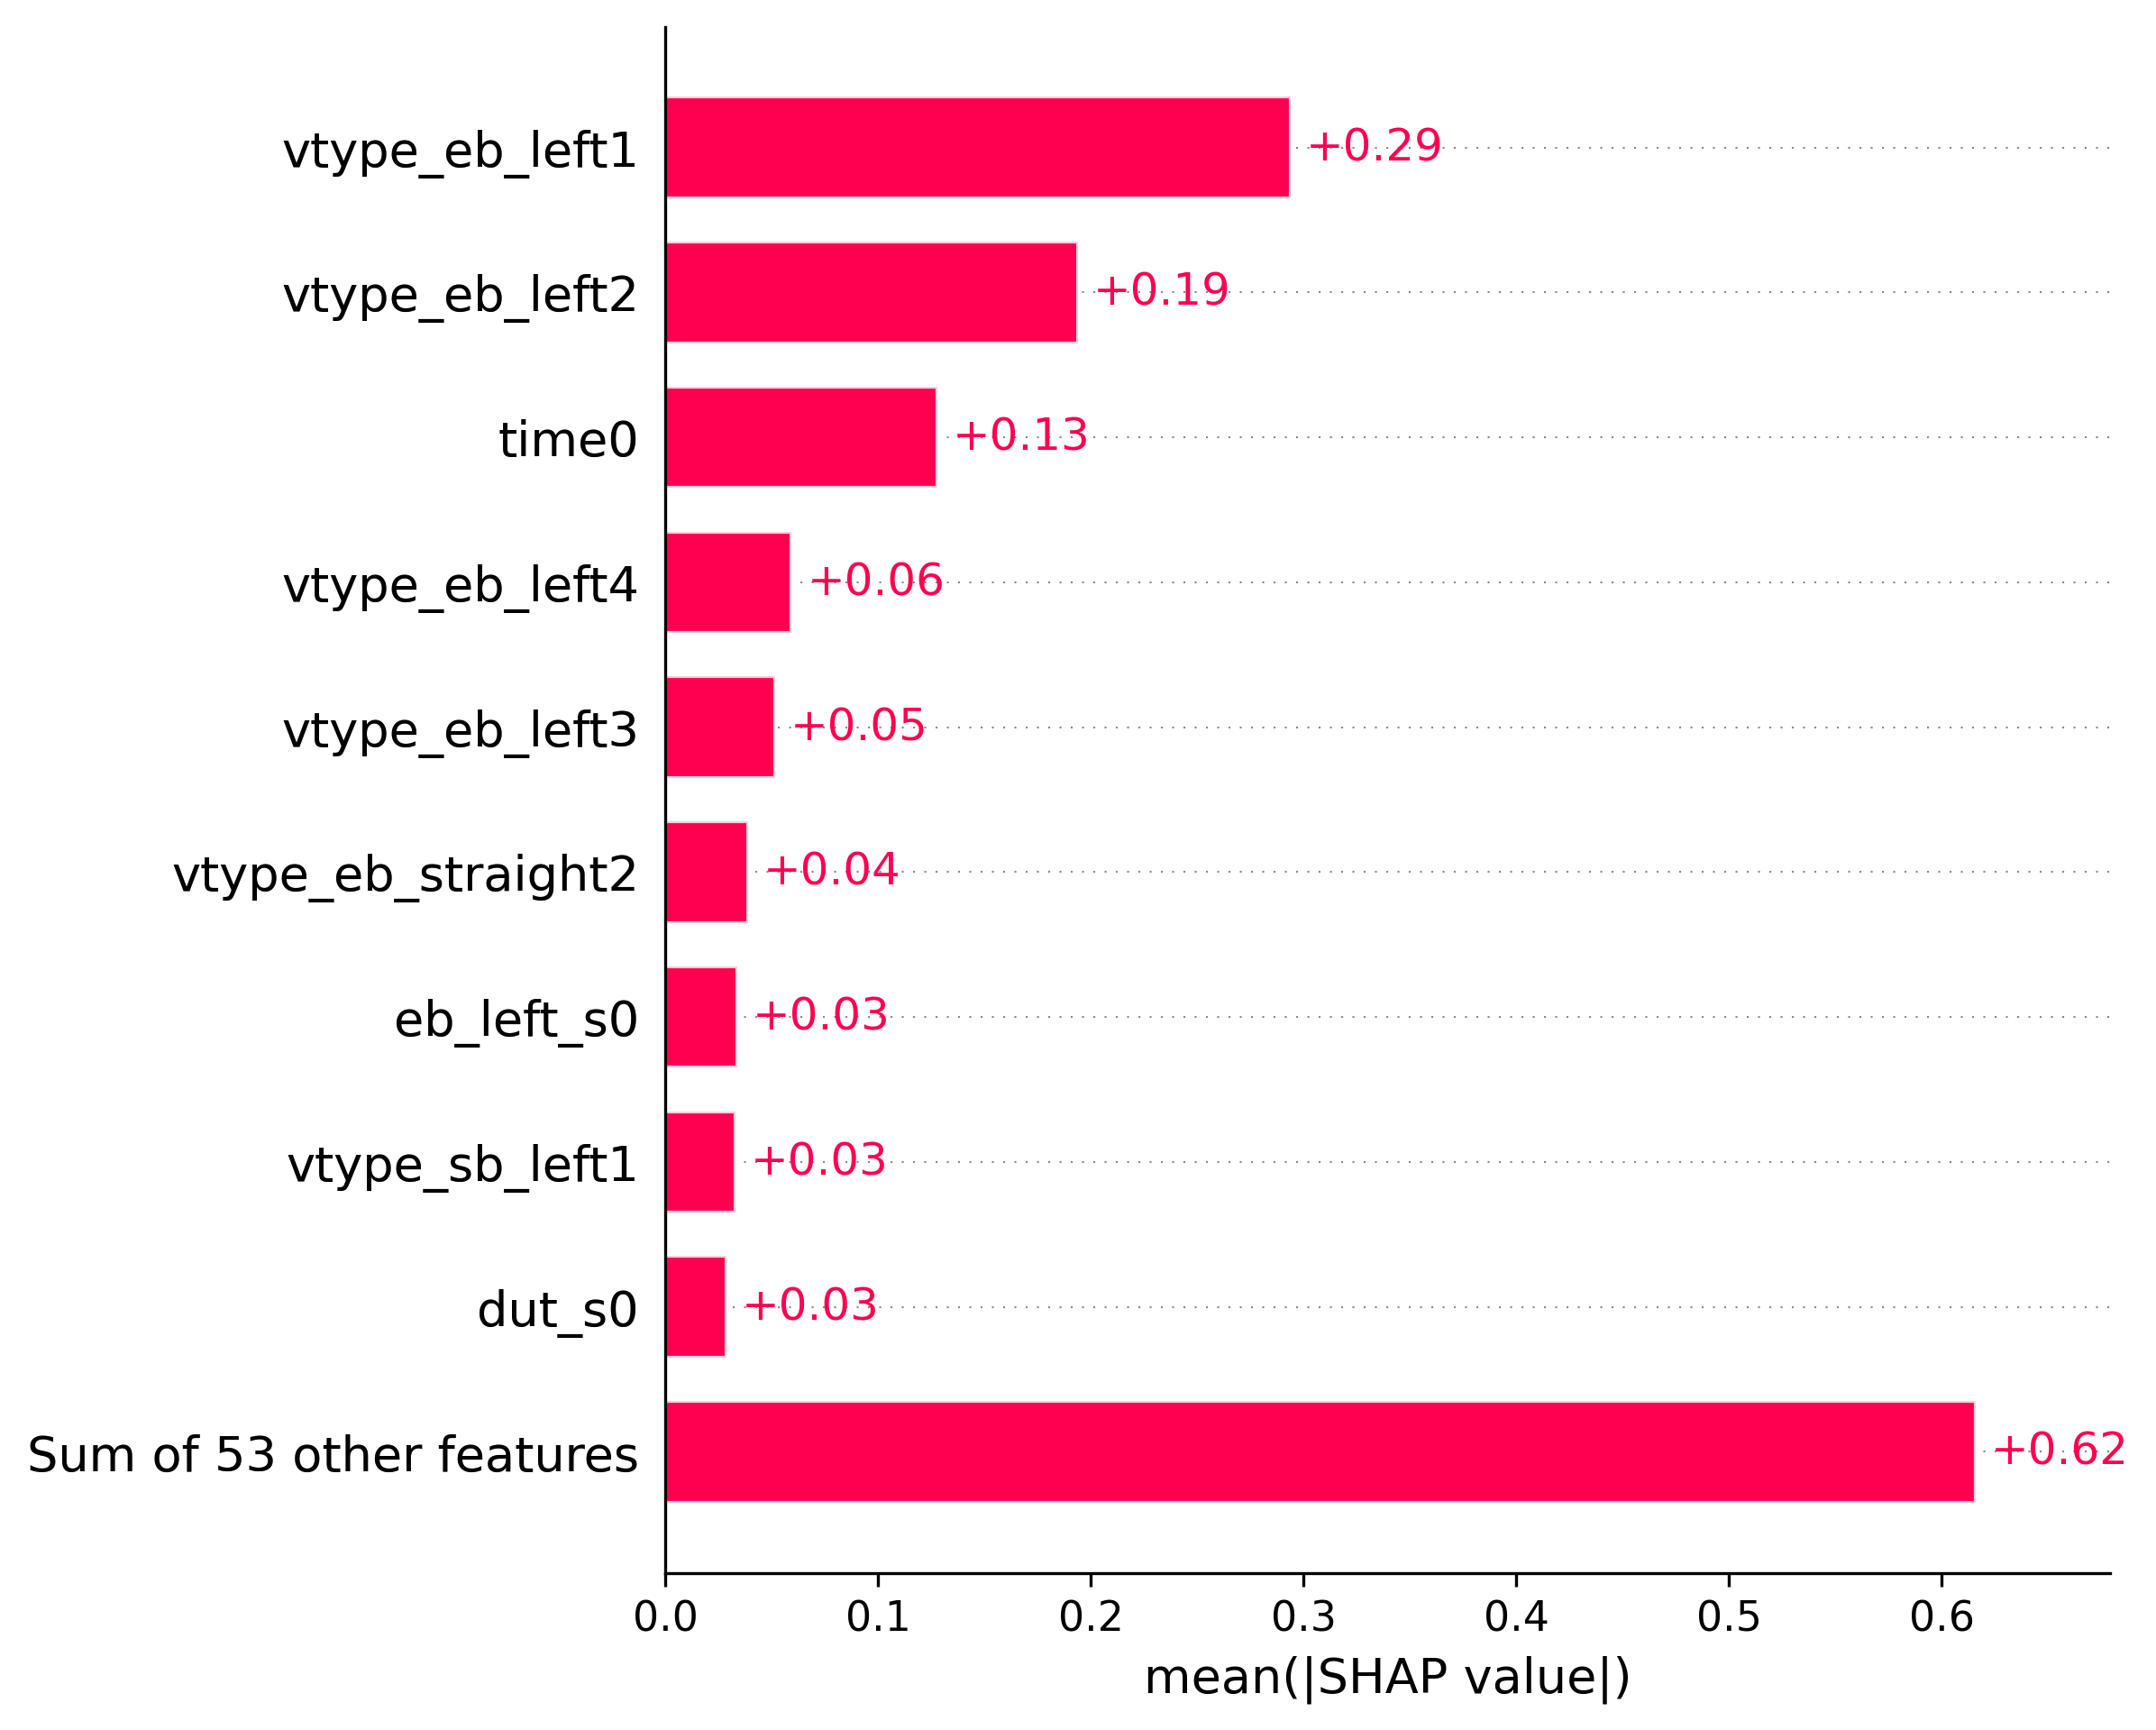 vtype_eb_left1 +0.29
vtype_eb_left2 +0.19
time0 +0.13
vtype_eb_left4 +0.06
vtype_eb_left3 +0.05
vtype_eb_straight2 +0.04
eb_left_s0 +0.03
vtype_sb_left1 +0.03
dut_s0 +0.03
Sum of 53 other features +0.62
0.0 0.1 0.2 0.3 0.4 0.5 0.6
mean(|SHAP value|)